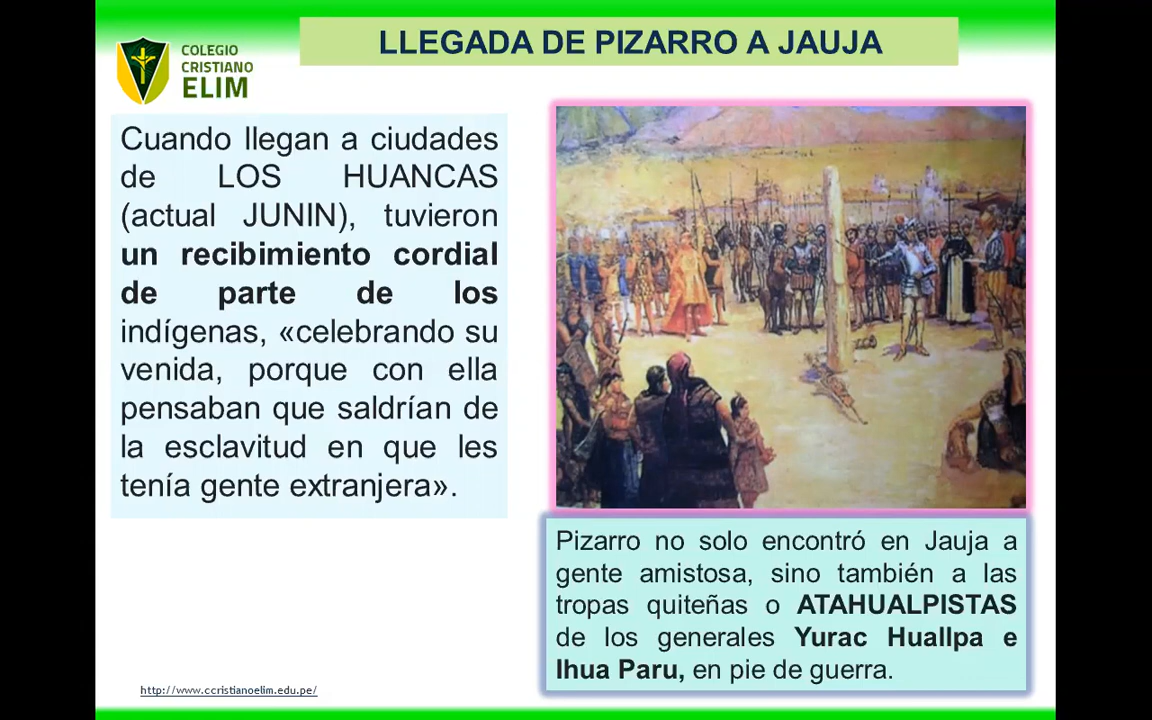 LLEGADA DE PIZARRO A JAUJA
COLEGIO
CRISTIANO
ELIM
Cuando llegan a ciudades
de LOS HUANCAS
(actual JUNIN), tuvieron
un recibimiento cordial
de parte de los
indígenas, «celebrando su
venida, porque con ella
pensaban que saldrían de
la esclavitud en que les
tenía gente extranjera».
Pizarro no solo encontró en Jauja a
gente amistosa, sino también a las
tropas quiteñas o ATAHUALPISTAS
de los generales Yurac Huallpa e
Ihua Paru, en pie de guerra.
http://www.ccristianoelim.edu.pe/